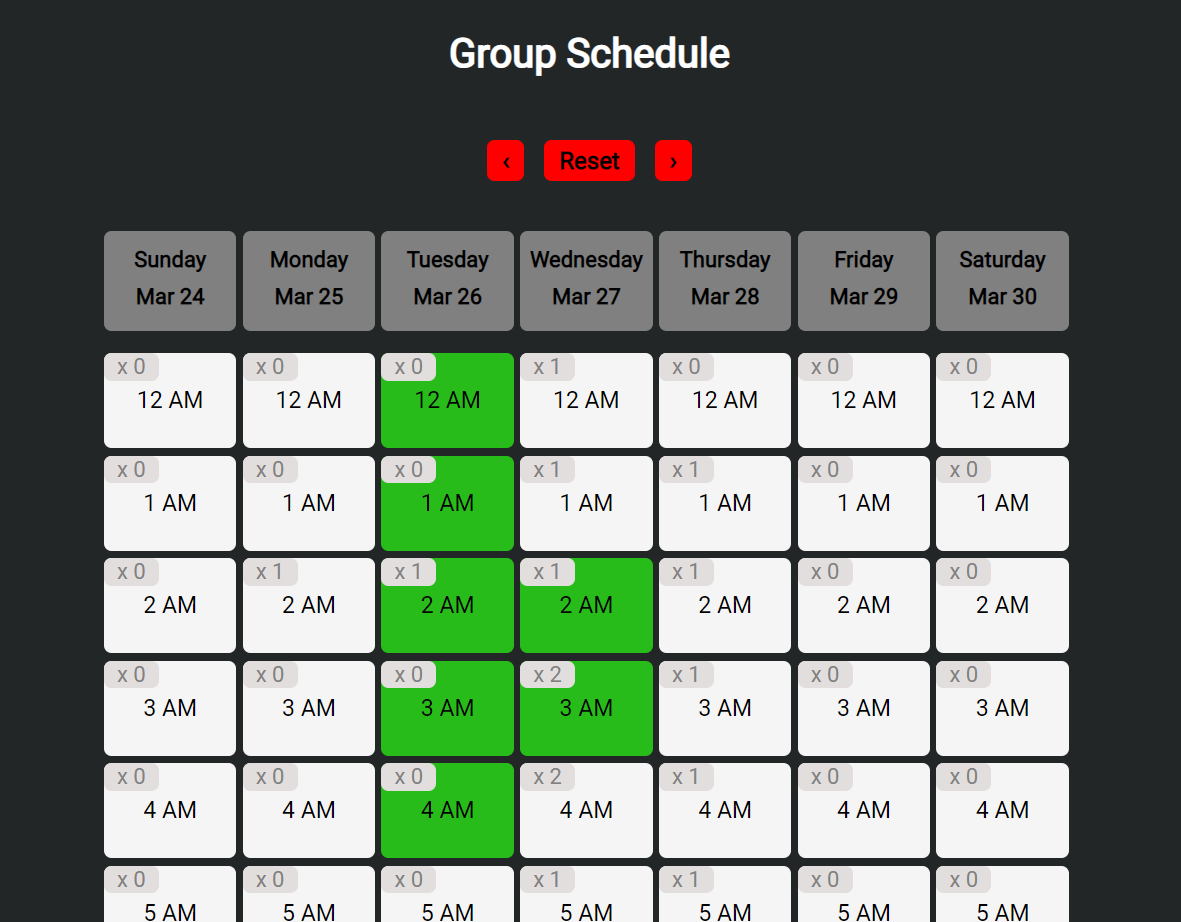 Group Schedule
‹ Reset ›
Sunday Monday Tuesday Wednesday Thursday Friday Saturday
Mar 24 Mar 25 Mar 26 Mar 27 Mar 28 Mar 29 Mar 30
x 0 x 0 x 0 x 1 x 0 x 0 x 0
12 AM 12 AM 12 AM 12 AM 12 AM 12 AM 12 AM
x 0 x 0 x 0 x 1 x 1 x 0 x 0
1 AM 1 AM 1 AM 1 AM 1 AM 1 AM 1 AM
x 0 x 1 x 1 x 1 x 1 x 0 x 0
2 AM 2 AM 2 AM 2 AM 2 AM 2 AM 2 AM
x 0 x 0 x 0 x 2 x 1 x 0 x 0
3 AM 3 AM 3 AM 3 AM 3 AM 3 AM 3 AM
x 0 x 0 x 0 x 2 x 1 x 0 x 0
4 AM 4 AM 4 AM 4 AM 4 AM 4 AM 4 AM
x 0 x 0 x 0 x 1 x 1 x 0 x 0
5 AM 5 AM 5 AM 5 AM 5 AM 5 AM 5 AM